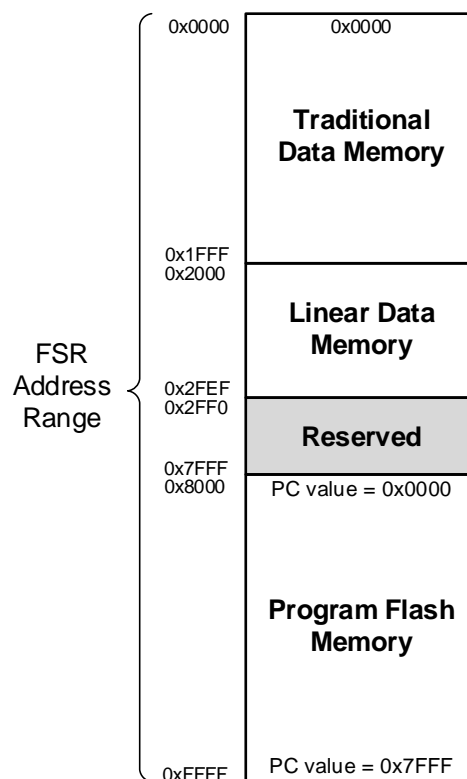 0x0000
0x0000
Traditional
Data Memory
0x1FFF
0x2000
Linear Data
Memory
FSR
Address
Range
0x2FEF
0x2FF0
Reserved
0x7FFF
0x8000
PC value = 0x0000
Program Flash
Memory
0xFFFF
PC value = 0x7FFF